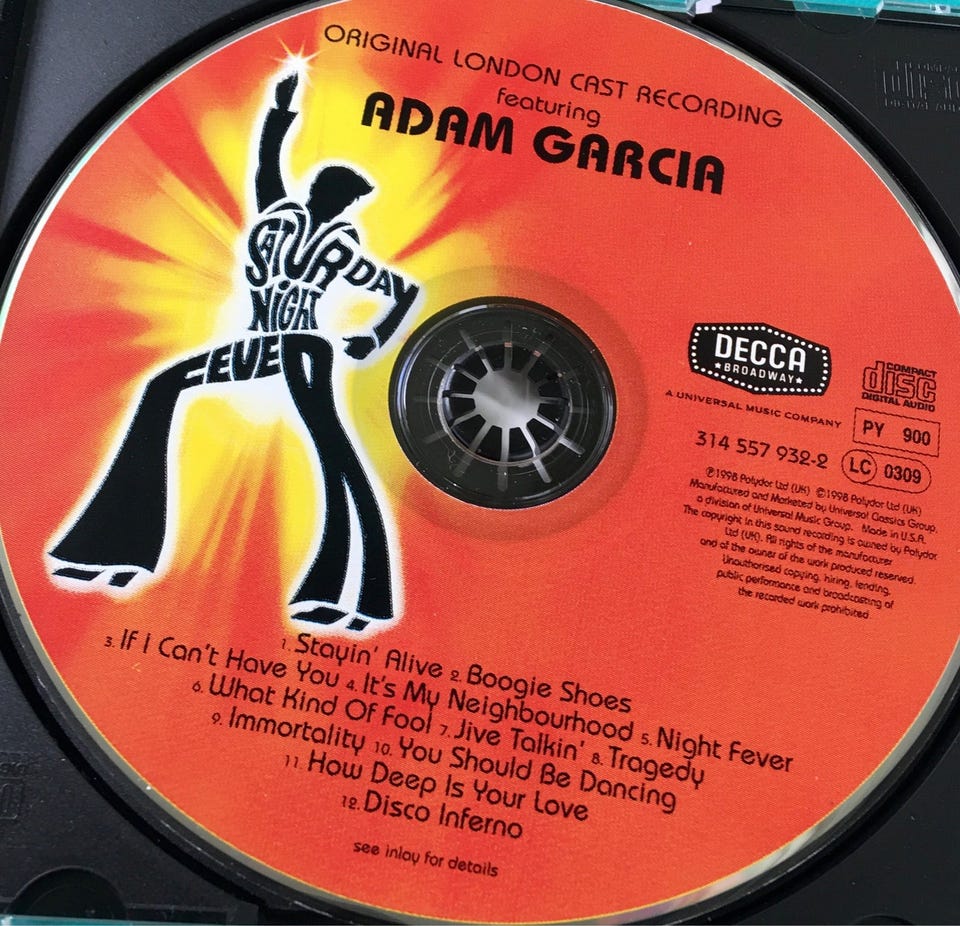 ORIGINAL LONDON CAST RECORDING
featuring
ADAM GARCIA
SATURDAY
NIGHT
FEVER
DECCA
BROADWAY
A UNIVERSAL MUSIC COMPANY
COMPACT
disc
DIGITAL AUDIO
PY 900
314 557 932-2
LC 0309
℗1998 Polydor Ltd (UK) ©1998 Polydor Ltd (UK)
Manufactured and Marketed by Universal Classics Group,
a division of Universal Music Group. Made in U.S.A.
The copyright in this sound recording is owned by Polydor
Ltd (UK). All rights of the manufacturer
and of the owner of the work produced reserved.
Unauthorised copying, hiring, lending,
public performance and broadcasting of
the recorded work prohibited.
1. Stayin' Alive 2. Boogie Shoes
3. If I Can't Have You 4. It's My Neighbourhood 5. Night Fever
6. What Kind Of Fool 7. Jive Talkin' 8. Tragedy
9. Immortality 10. You Should Be Dancing
11. How Deep Is Your Love
12. Disco Inferno
see inlay for details